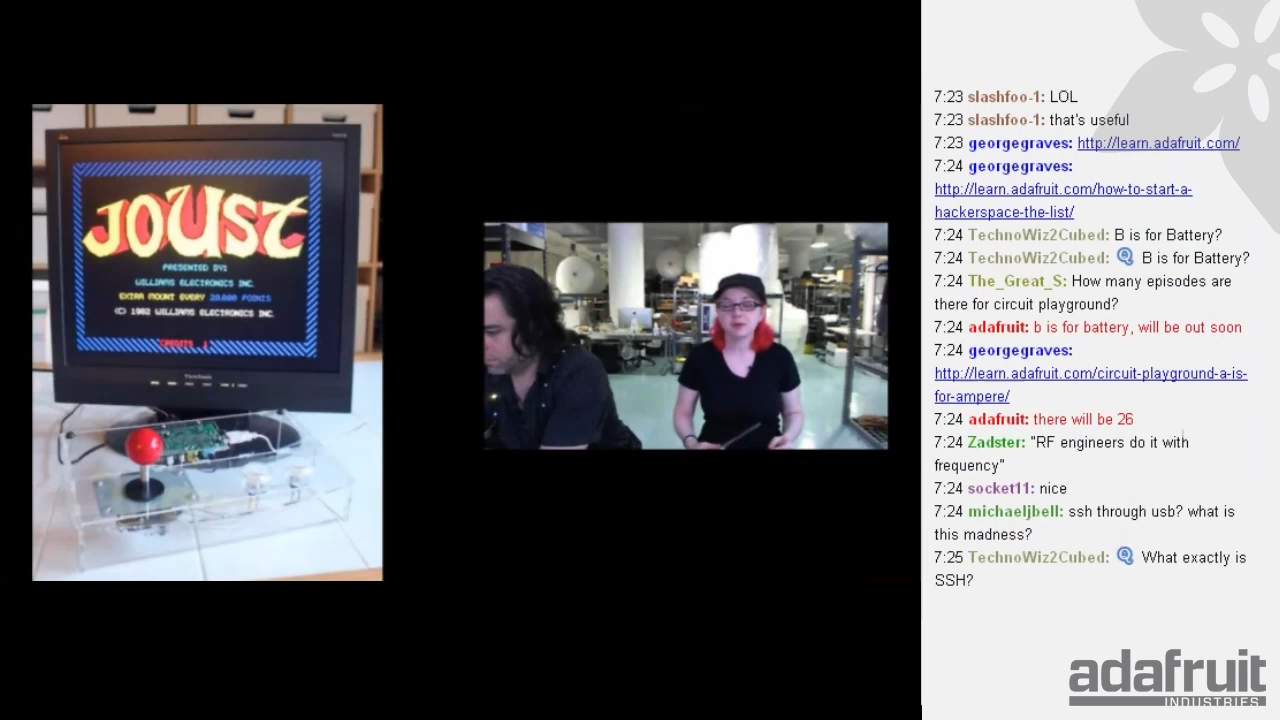 JOUST
PRESENTED BY:
WILLIAMS ELECTRONICS INC.
EXTRA MOUNT EVERY 20,000 POINTS
(C) 1982 WILLIAMS ELECTRONICS INC.
CREDITS 1
ViewSonic
7:23 slashfoo-1: LOL
7:23 slashfoo-1: that's useful
7:23 georgegraves: http://learn.adafruit.com/
7:24 georgegraves:
http://learn.adafruit.com/how-to-start-a-
hackerspace-the-list/
7:24 TechnoWiz2Cubed: B is for Battery?
7:24 TechnoWiz2Cubed: Q B is for Battery?
7:24 The_Great_S: How many episodes are
there for circuit playground?
7:24 adafruit: b is for battery, will be out soon
7:24 georgegraves:
http://learn.adafruit.com/circuit-playground-a-is-
for-ampere/
7:24 adafruit: there will be 26
7:24 Zadster: "RF engineers do it with
frequency"
7:24 socket11: nice
7:24 michaeljbell: ssh through usb? what is
this madness?
7:25 TechnoWiz2Cubed: Q What exactly is
SSH?
adafruit
INDUSTRIES